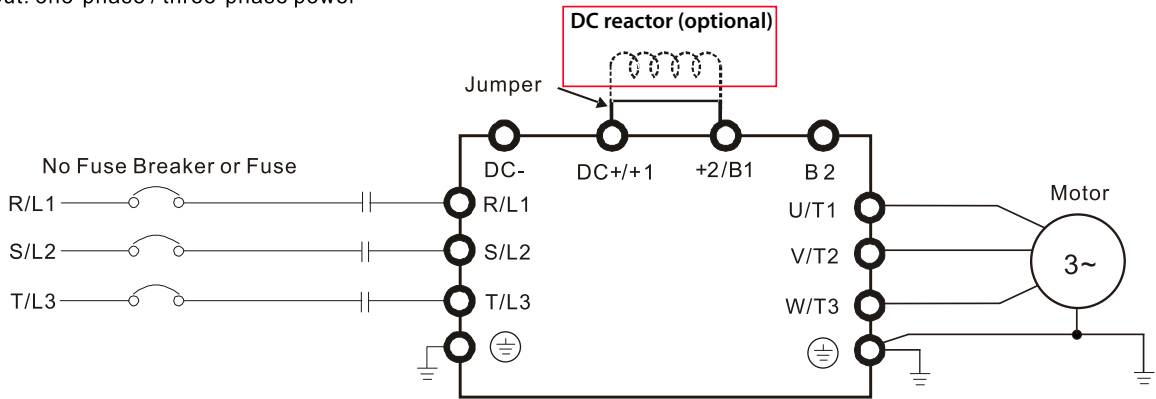 one-phase / three-phase power
DC reactor (optional)
Jumper
No Fuse Breaker or Fuse
DC-
DC+/+1
+2/B1
B2
R/L1
R/L1
U/T1
Motor
S/L2
S/L2
V/T2
3~
T/L3
T/L3
W/T3